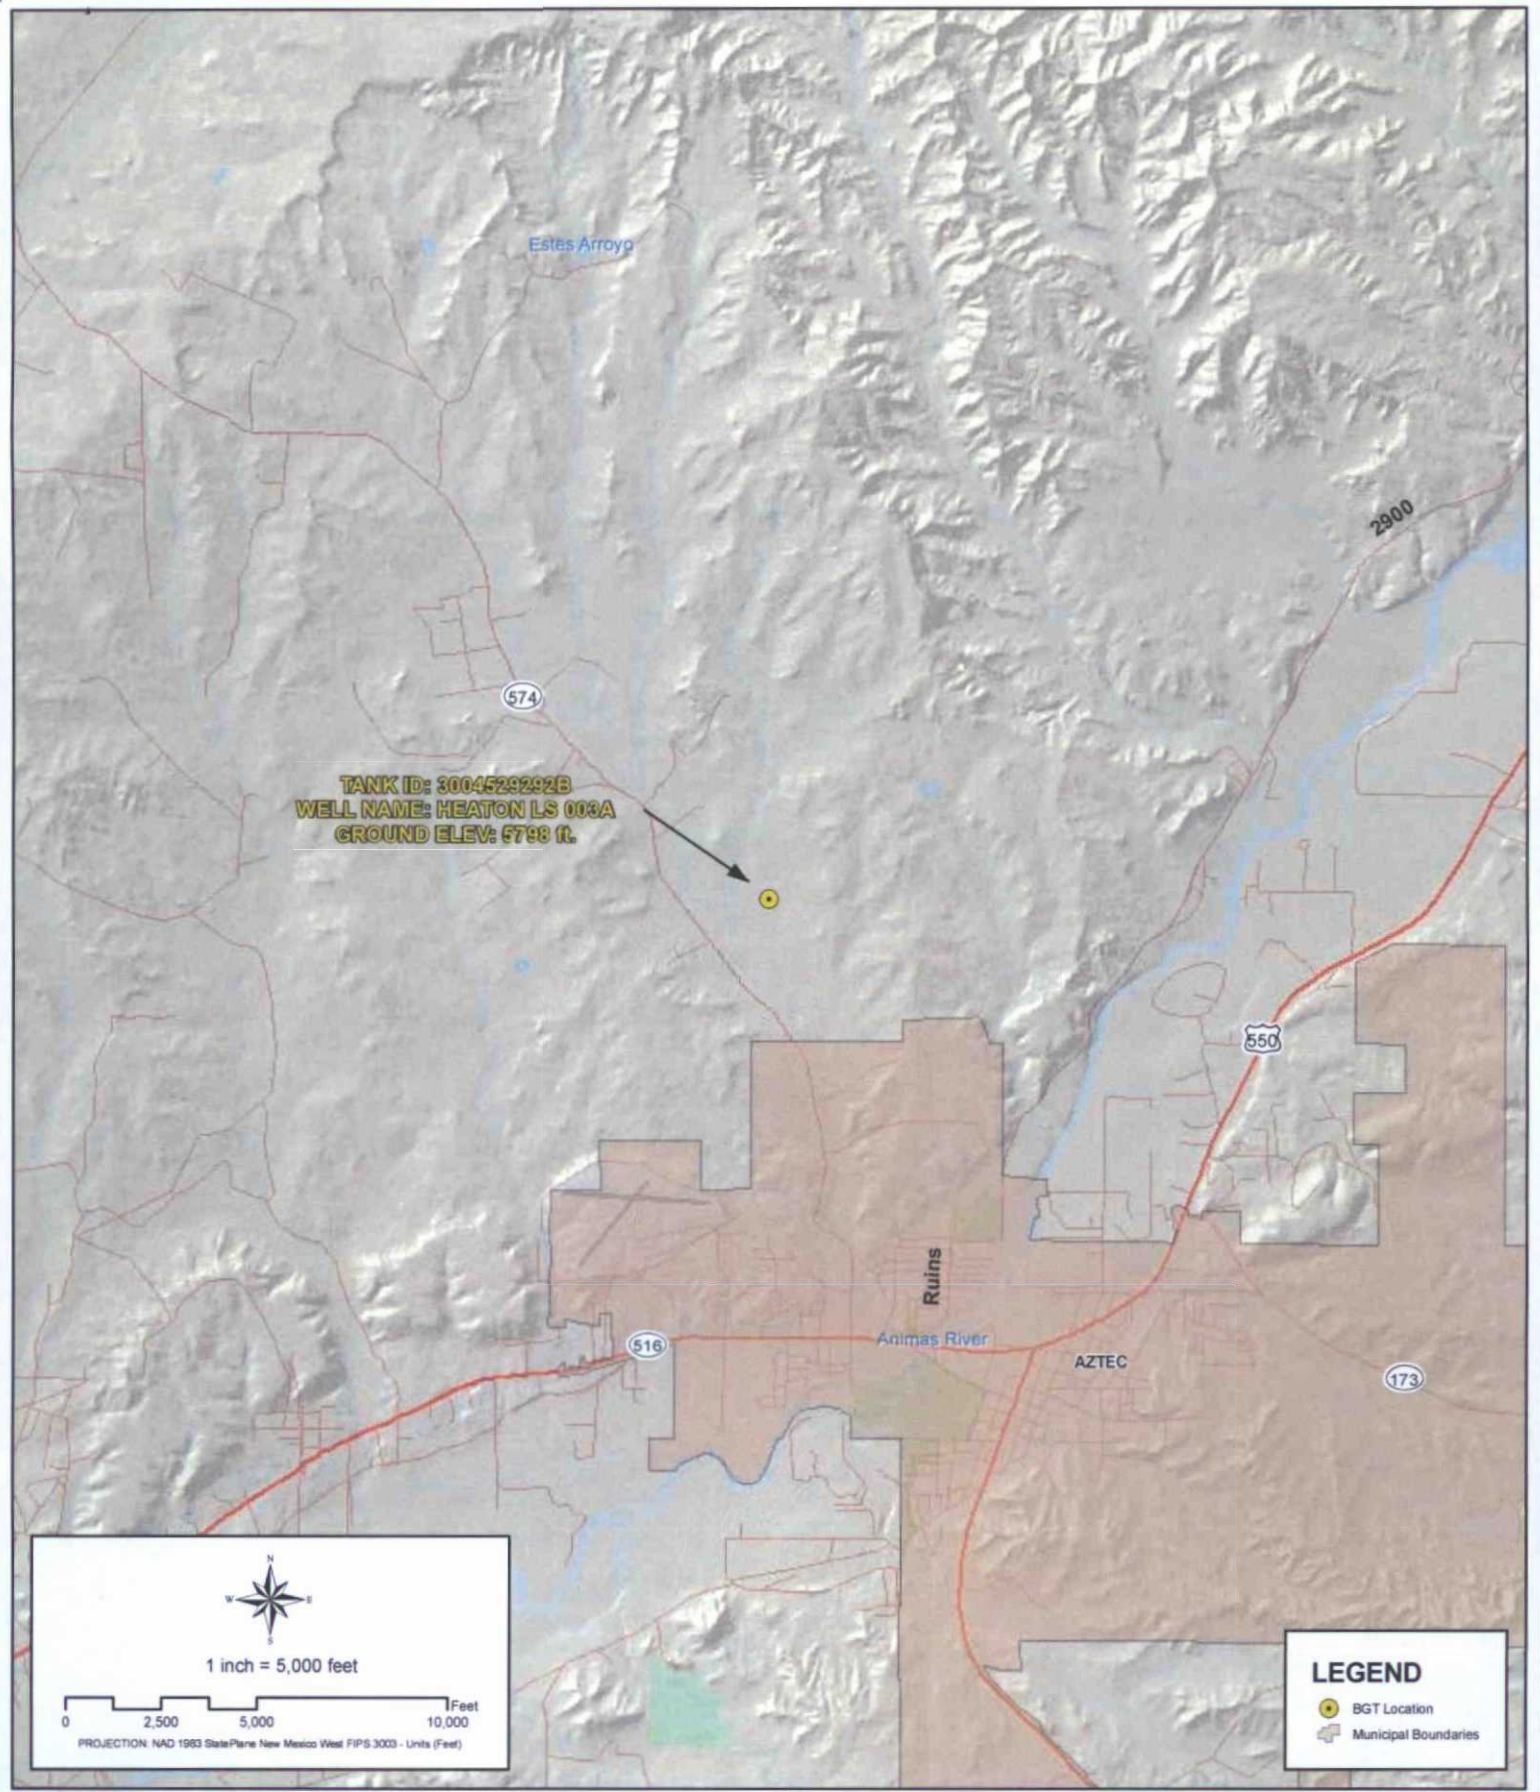 Estes Arroyo
2900
574
TANK ID: 3004529292B
WELL NAME: HEATON LS 003A
GROUND ELEV: 5798 ft.
550
Ruins
516
Animas River
AZTEC
173
N
W
E
S
1 inch = 5,000 feet
Feet
0 2,500 5,000 10,000
PROJECTION: NAD 1983 StatePlane New Mexico West FIPS 3003 - Units (Feet)
LEGEND
BGT Location
Municipal Boundaries